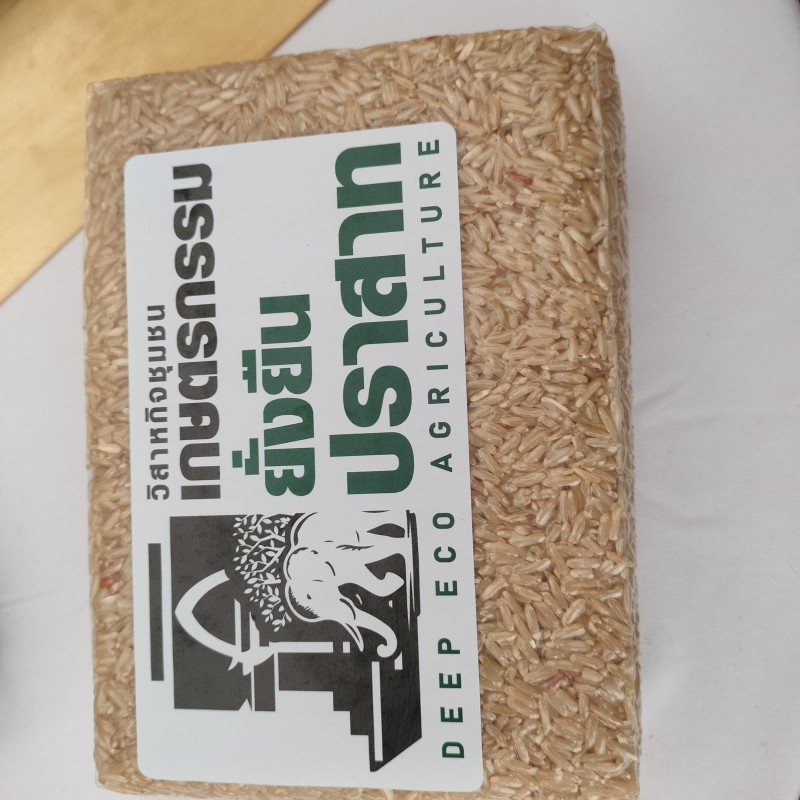 วิสาหกิจชุมชน
เกษตรกรรม
ยั่งยืน
ปราสาท
DEEP ECO AGRICULTURE